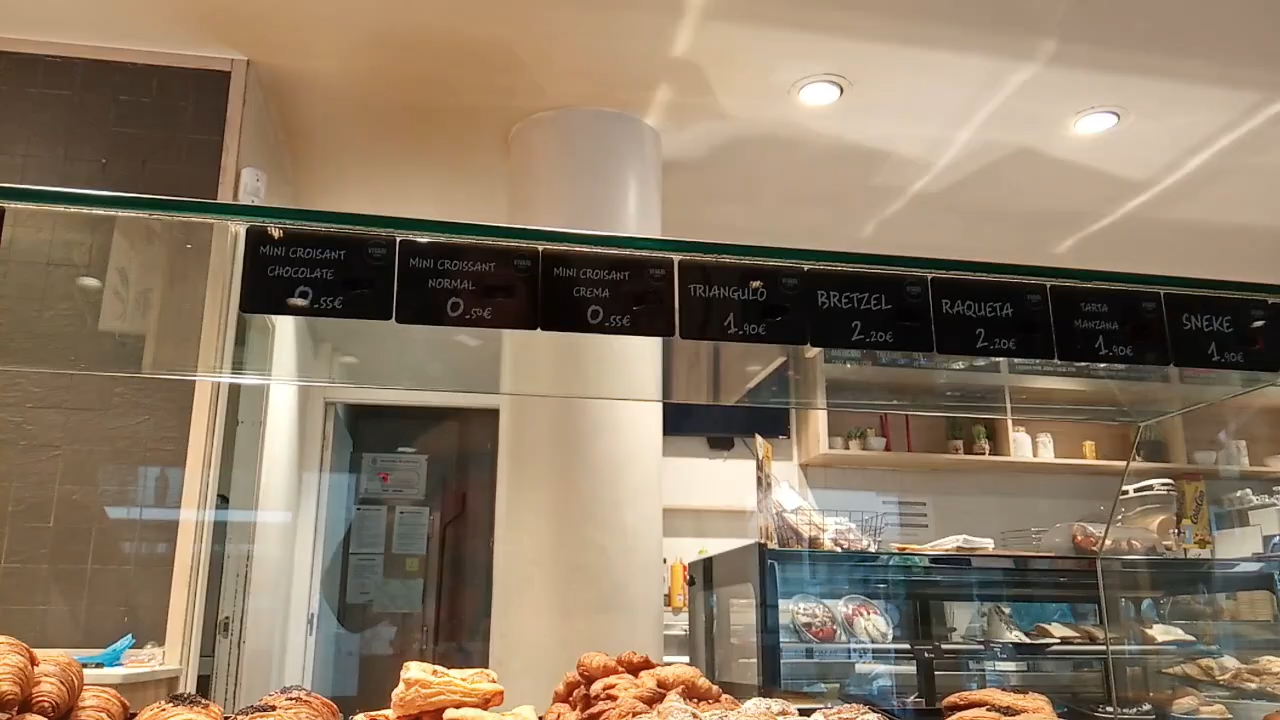 MINI CROISANT
CHOCOLATE
0.55€
MINI CROISSANT
NORMAL
0.50€
MINI CROISANT
CREMA
0.55€
TRIANGULO
1.90€
BRETZEL
2.20€
RAQUETA
2.20€
TARTA
MANZANA
1.90€
SNEKE
1.90€